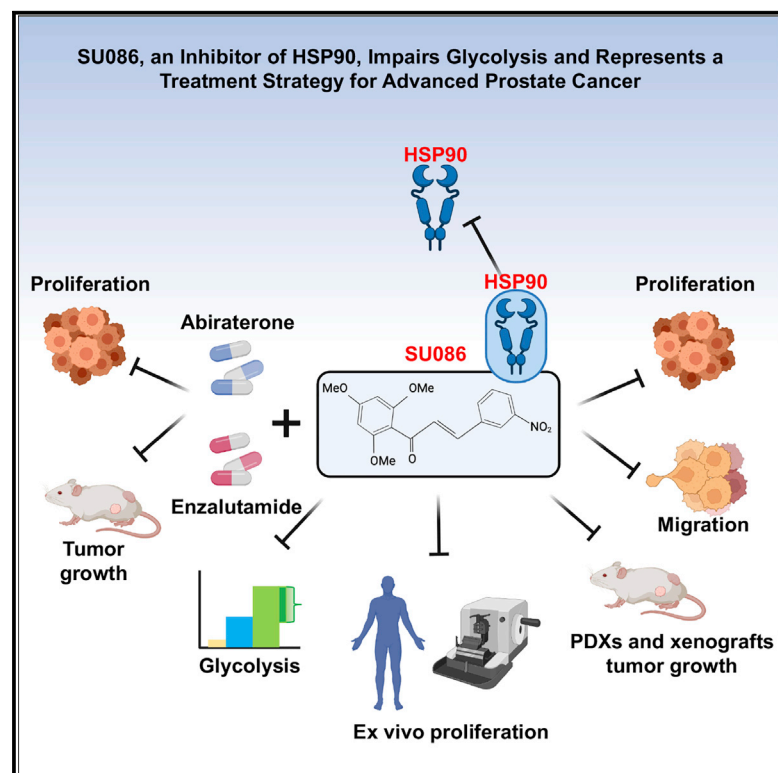 SU086, an Inhibitor of HSP90, Impairs Glycolysis and Represents a
Treatment Strategy for Advanced Prostate Cancer
HSP90
HSP90
Proliferation
Abiraterone
SU086
Proliferation
MeO
OMe
OMe
O
NO₂
+
Enzalutamide
Tumor
growth
Migration
Glycolysis
PDXs and xenografts
tumor growth
Ex vivo proliferation